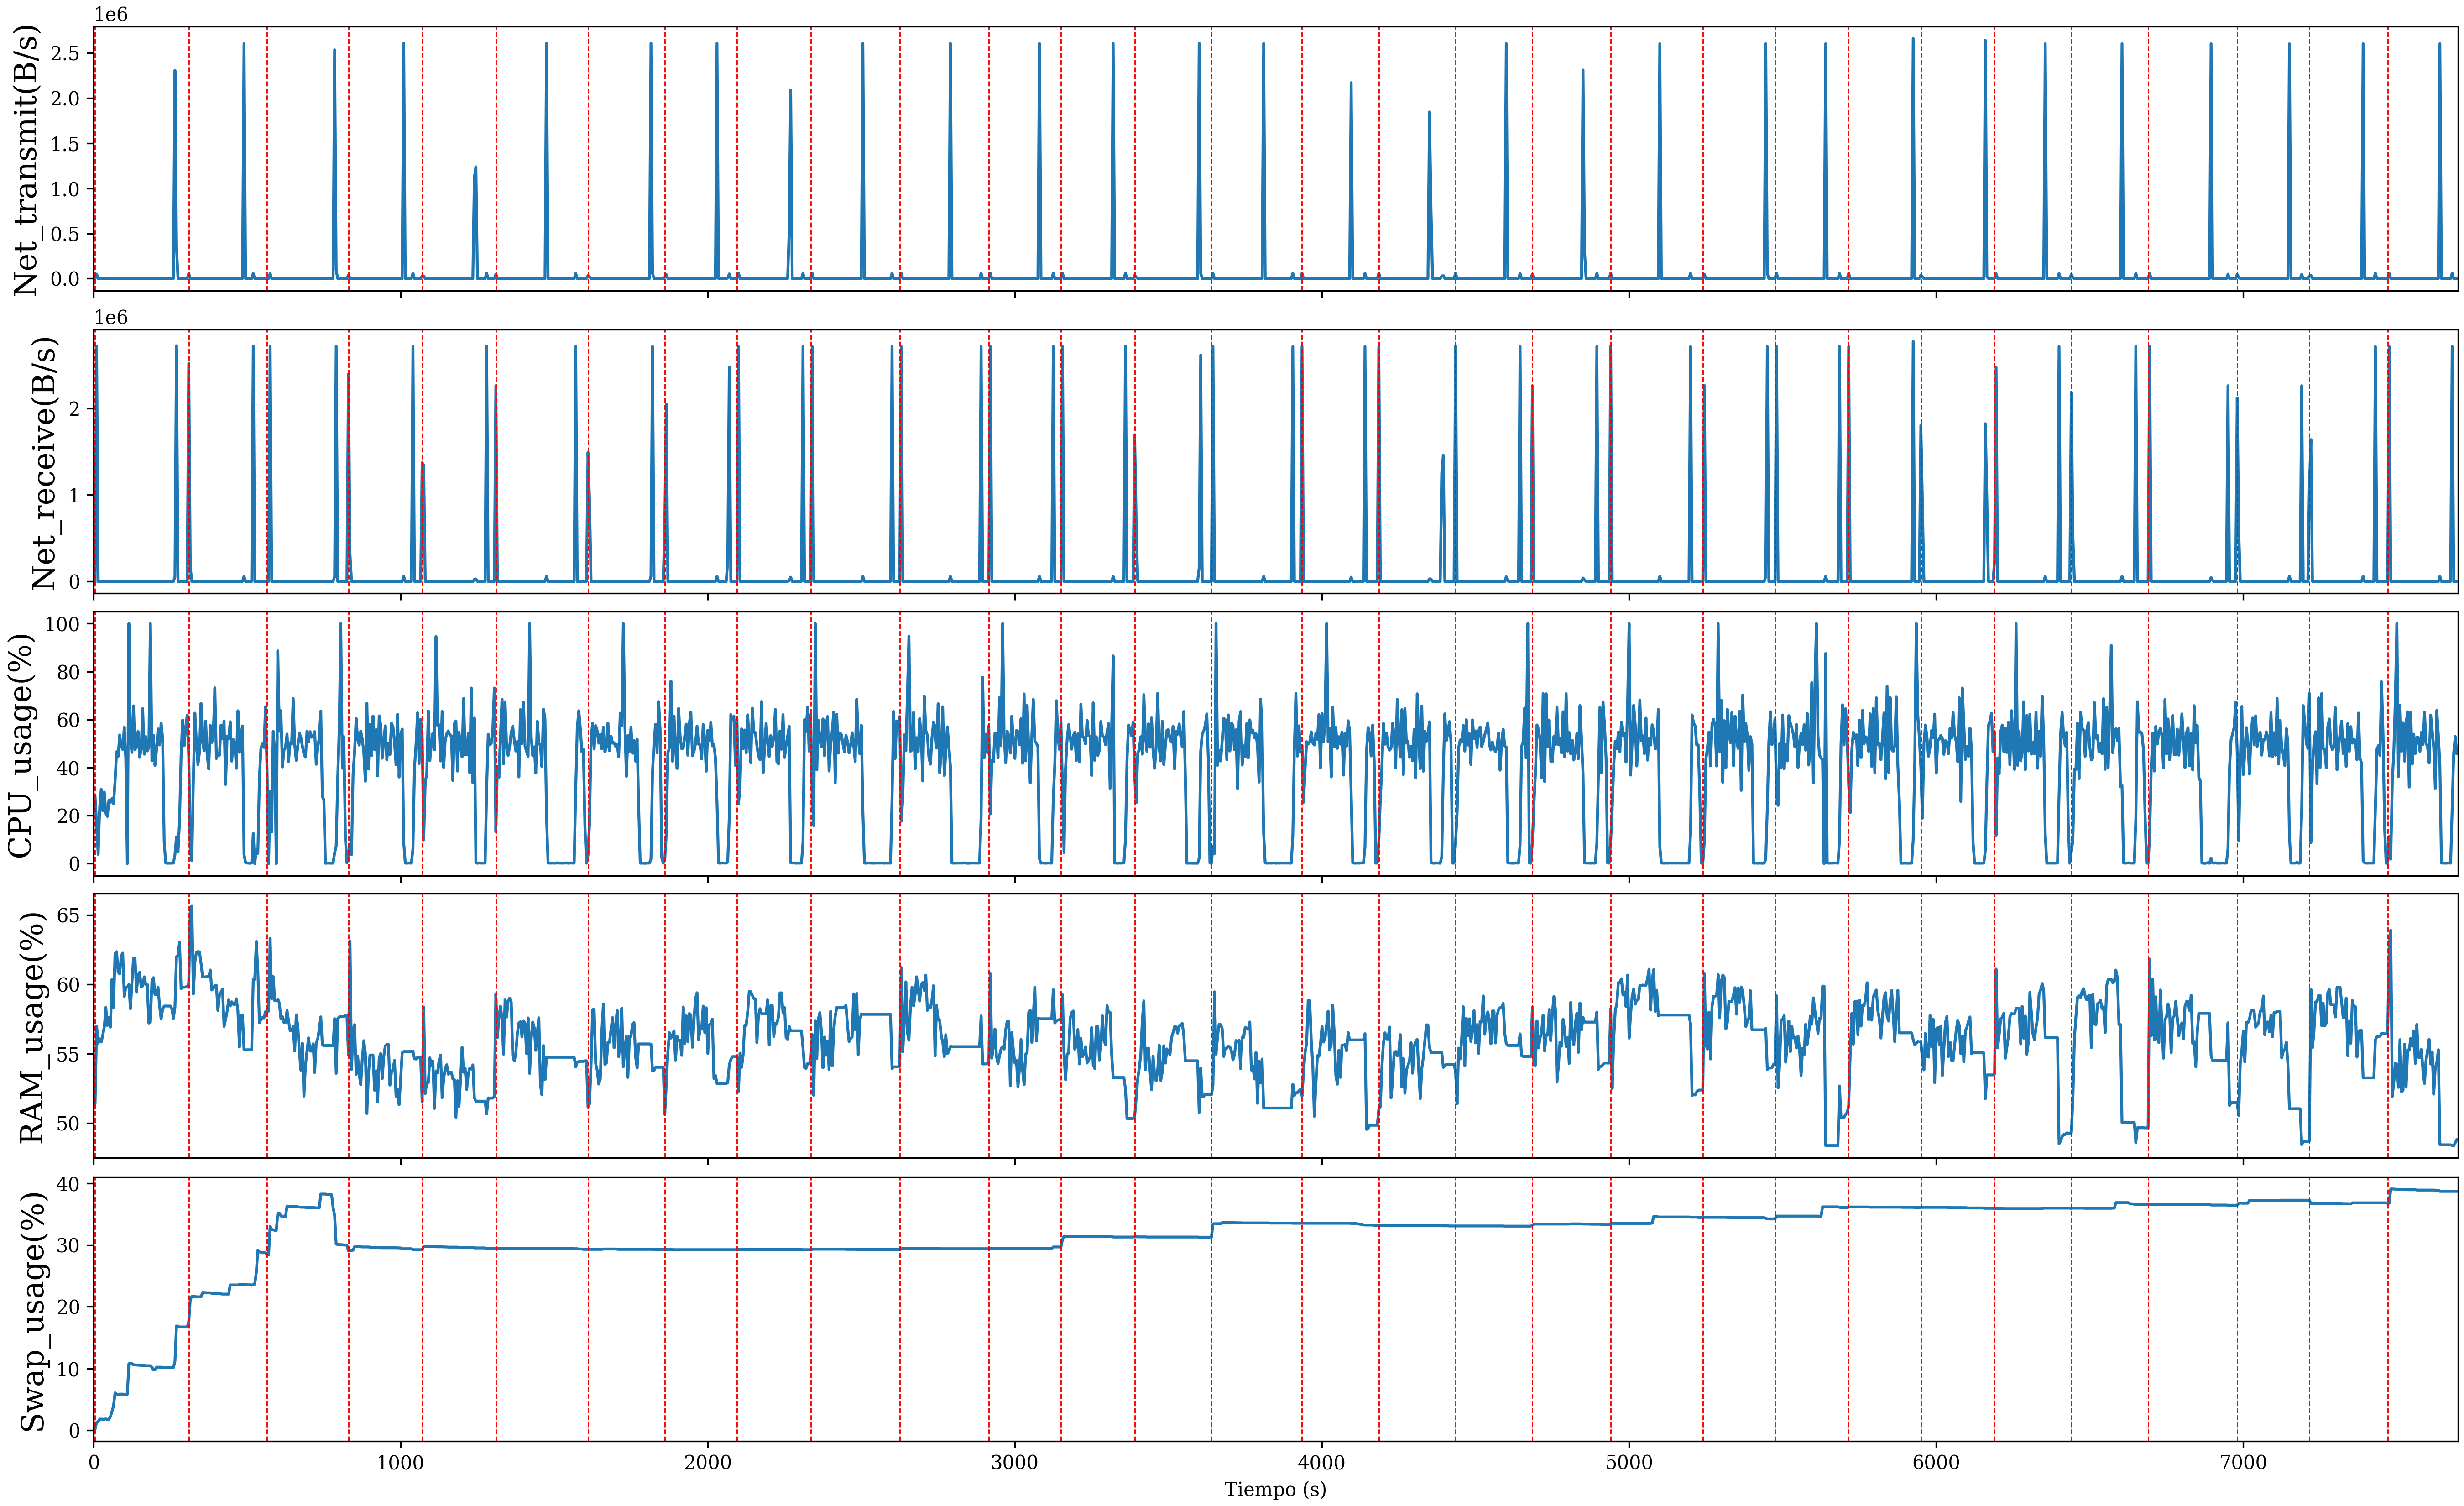 1e6
Net_transmit(B/s)
2.5
2.0
1.5
1.0
0.5
0.0
1e6
Net_receive(B/s)
2
1
0
CPU_usage(%)
100
80
60
40
20
0
RAM_usage(%)
65
60
55
50
Swap_usage(%)
40
30
20
10
0
0 1000 2000 3000 4000 5000 6000 7000
Tiempo (s)